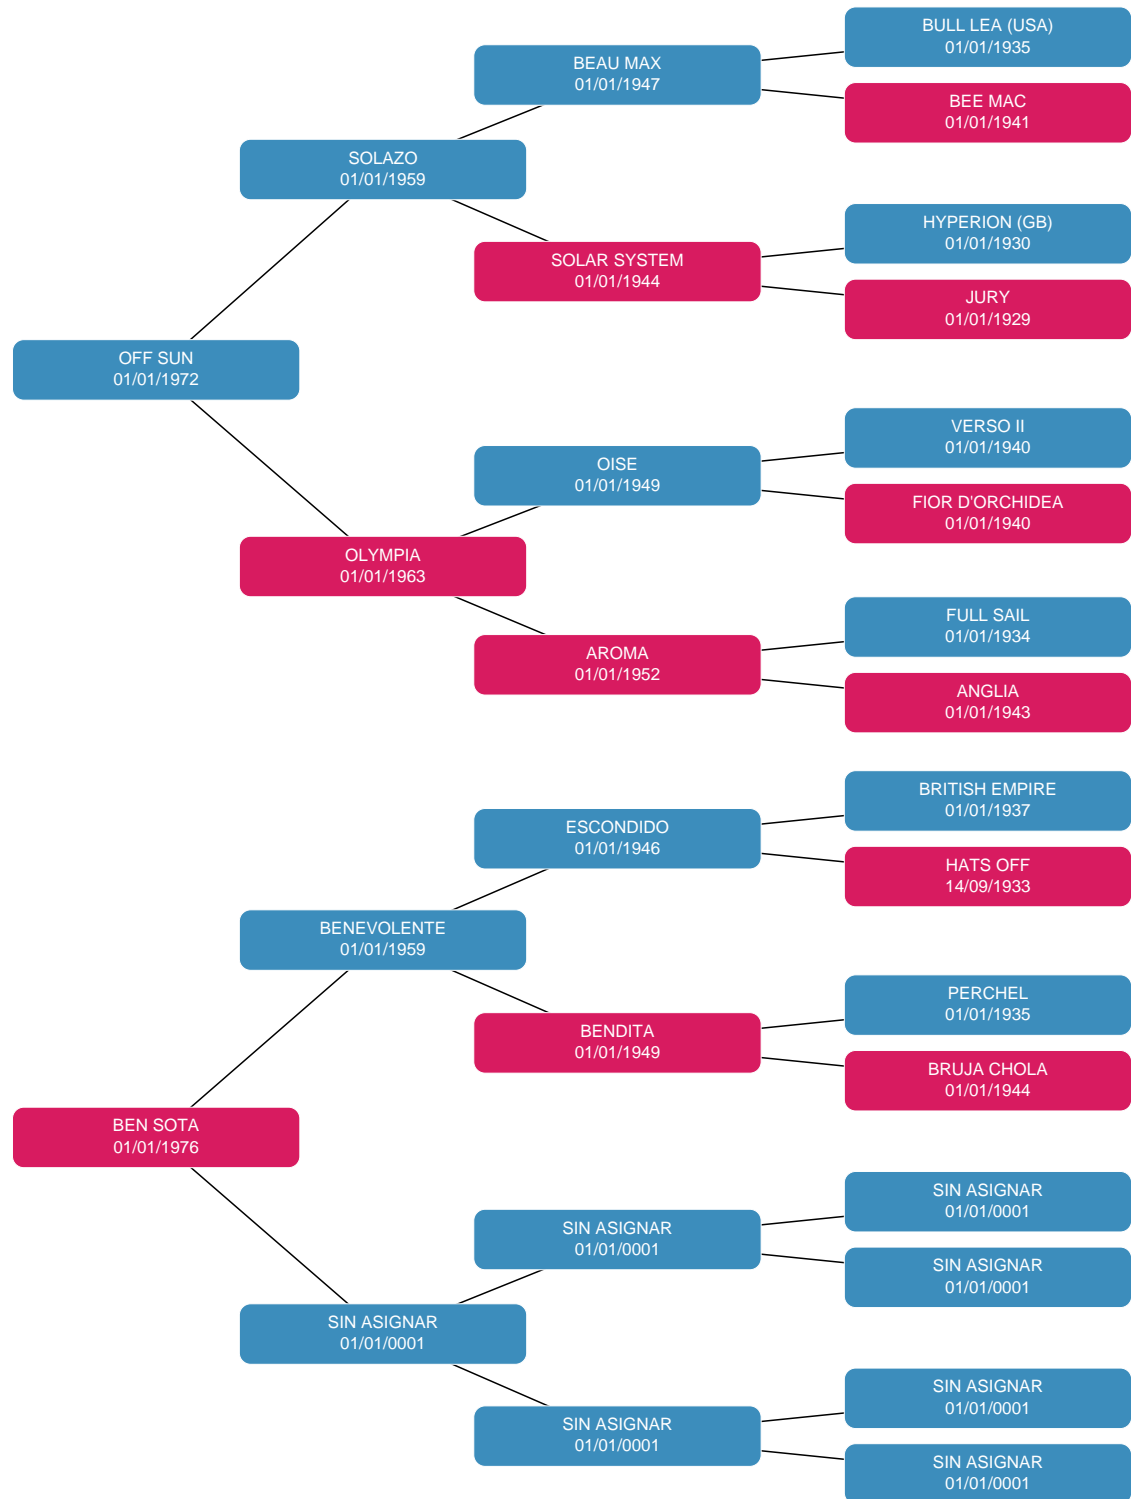 BULL LEA (USA)
01/01/1935
BEAU MAX
01/01/1947
BEE MAC
01/01/1941
SOLAZO
01/01/1959
HYPERION (GB)
01/01/1930
SOLAR SYSTEM
01/01/1944
JURY
01/01/1929
OFF SUN
01/01/1972
VERSO II
01/01/1940
OISE
01/01/1949
FIOR D'ORCHIDEA
01/01/1940
OLYMPIA
01/01/1963
FULL SAIL
01/01/1934
AROMA
01/01/1952
ANGLIA
01/01/1943
BRITISH EMPIRE
01/01/1937
ESCONDIDO
01/01/1946
HATS OFF
14/09/1933
BENEVOLENTE
01/01/1959
PERCHEL
01/01/1935
BENDITA
01/01/1949
BRUJA CHOLA
01/01/1944
BEN SOTA
01/01/1976
SIN ASIGNAR
01/01/0001
SIN ASIGNAR
01/01/0001
SIN ASIGNAR
01/01/0001
SIN ASIGNAR
01/01/0001
SIN ASIGNAR
01/01/0001
SIN ASIGNAR
01/01/0001
SIN ASIGNAR
01/01/0001